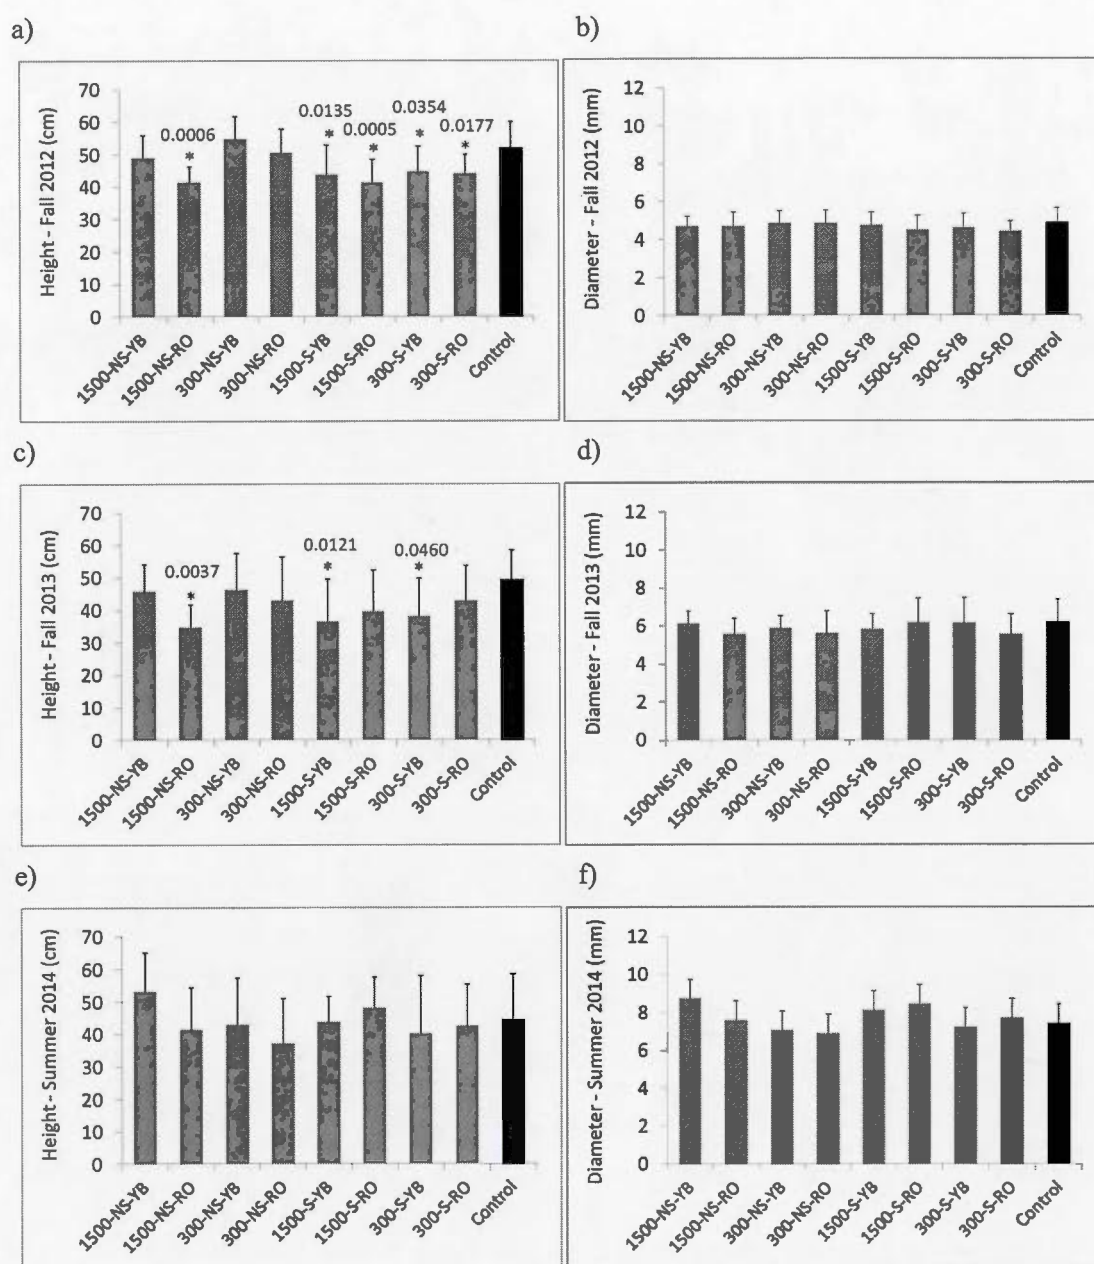 a)
Height - Fall 2012 (cm)
70
60
50
40
30
20
10
0
0.0006
*
0.0135
*
0.0005
*
0.0354
*
0.0177
*
1500-NS-YB
1500-NS-RO
300-NS-YB
300-NS-RO
1500-S-YB
1500-S-RO
300-S-YB
300-S-RO
Control
b)
Diameter - Fall 2012 (mm)
12
10
8
6
4
2
0
1500-NS-YB
1500-NS-RO
300-NS-YB
300-NS-RO
1500-S-YB
1500-S-RO
300-S-YB
300-S-RO
Control
c)
Height - Fall 2013 (cm)
70
60
50
40
30
20
10
0
0.0037
*
0.0121
*
0.0460
*
1500-NS-YB
1500-NS-RO
300-NS-YB
300-NS-RO
1500-S-YB
1500-S-RO
300-S-YB
300-S-RO
Control
d)
Diameter - Fall 2013 (mm)
12
10
8
6
4
2
0
1500-NS-YB
1500-NS-RO
300-NS-YB
300-NS-RO
1500-S-YB
1500-S-RO
300-S-YB
300-S-RO
Control
e)
Height - Summer 2014 (cm)
70
60
50
40
30
20
10
0
1500-NS-YB
1500-NS-RO
300-NS-YB
300-NS-RO
1500-S-YB
1500-S-RO
300-S-YB
300-S-RO
Control
f)
Diameter - Summer 2014 (mm)
12
10
8
6
4
2
0
1500-NS-YB
1500-NS-RO
300-NS-YB
300-NS-RO
1500-S-YB
1500-S-RO
300-S-YB
300-S-RO
Control